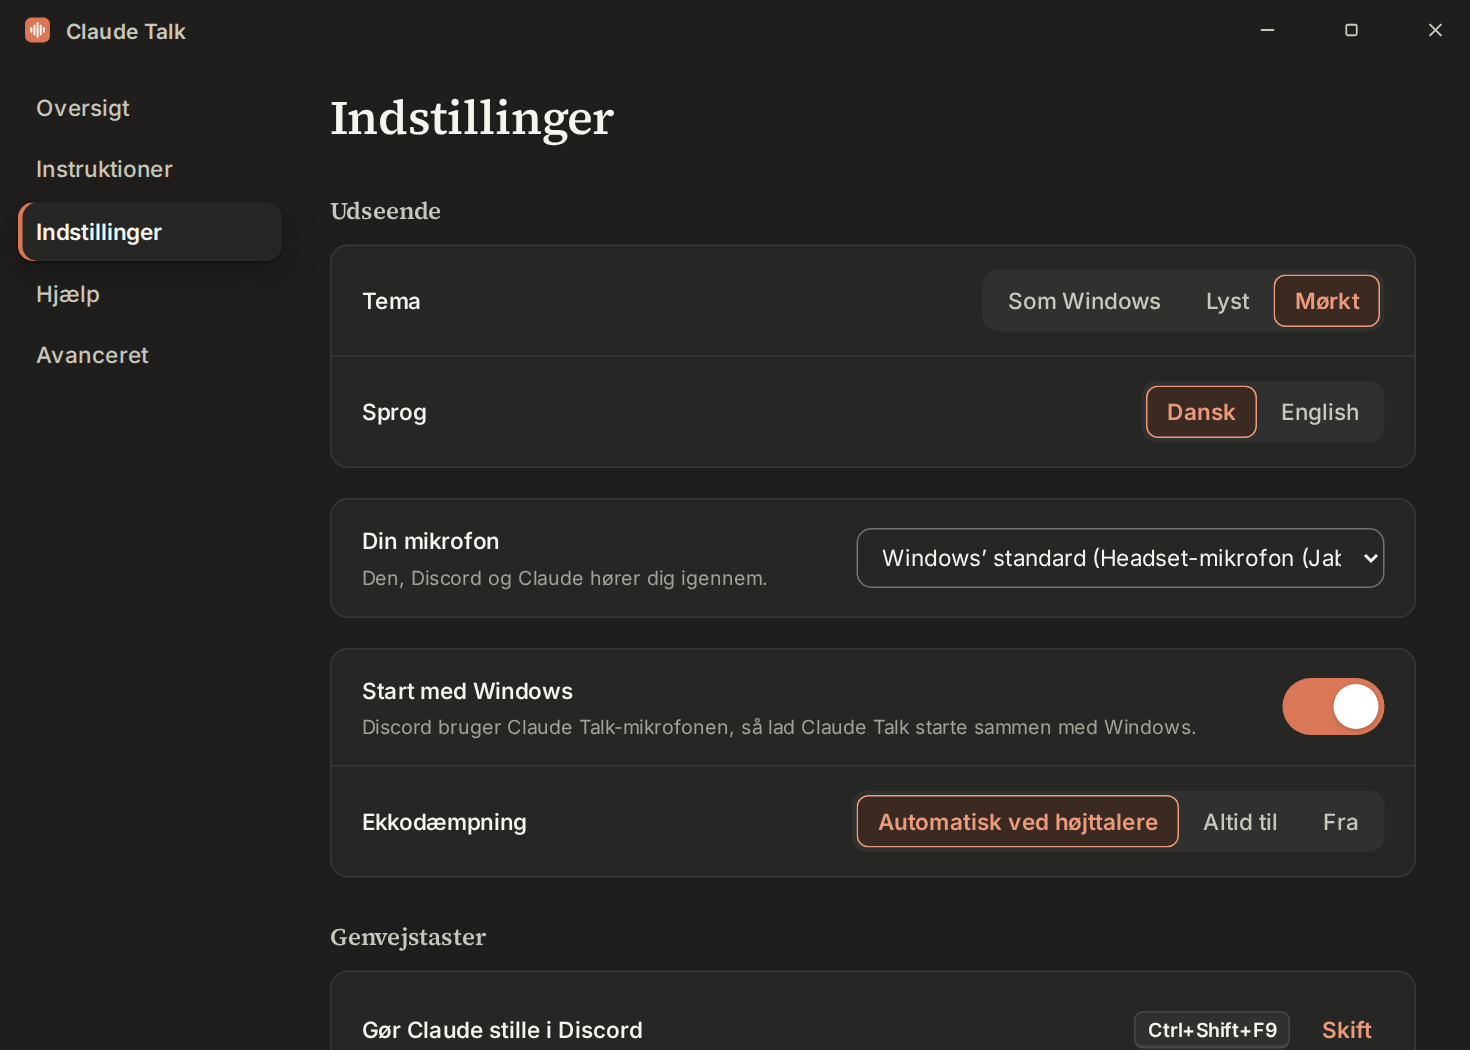 Claude Talk
Oversigt
Instruktioner
Indstillinger
Hjælp
Avanceret
Indstillinger
Udseende
Tema
Som Windows
Lyst
Mørkt
Sprog
Dansk
English
Din mikrofon
Den, Discord og Claude hører dig igennem.
Windows’ standard (Headset-mikrofon (Jab
Start med Windows
Discord bruger Claude Talk-mikrofonen, så lad Claude Talk starte sammen med Windows.
Ekkodæmpning
Automatisk ved højttalere
Altid til
Fra
Genvejstaster
Gør Claude stille i Discord
Ctrl+Shift+F9
Skift